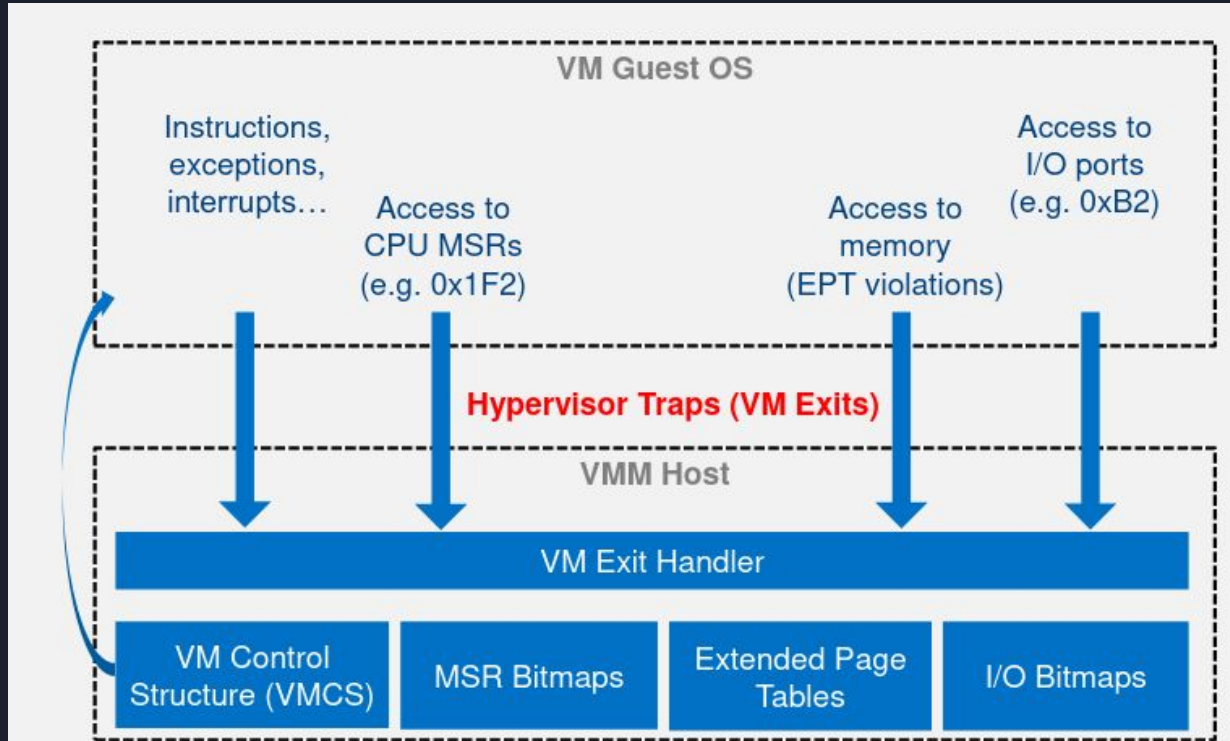 VM Guest OS
Instructions,
exceptions,
interrupts…
Access to
CPU MSRs
(e.g. 0x1F2)
Access to
memory
(EPT violations)
Access to
I/O ports
(e.g. 0xB2)
Hypervisor Traps (VM Exits)
VMM Host
VM Exit Handler
VM Control
Structure (VMCS)
MSR Bitmaps
Extended Page
Tables
I/O Bitmaps